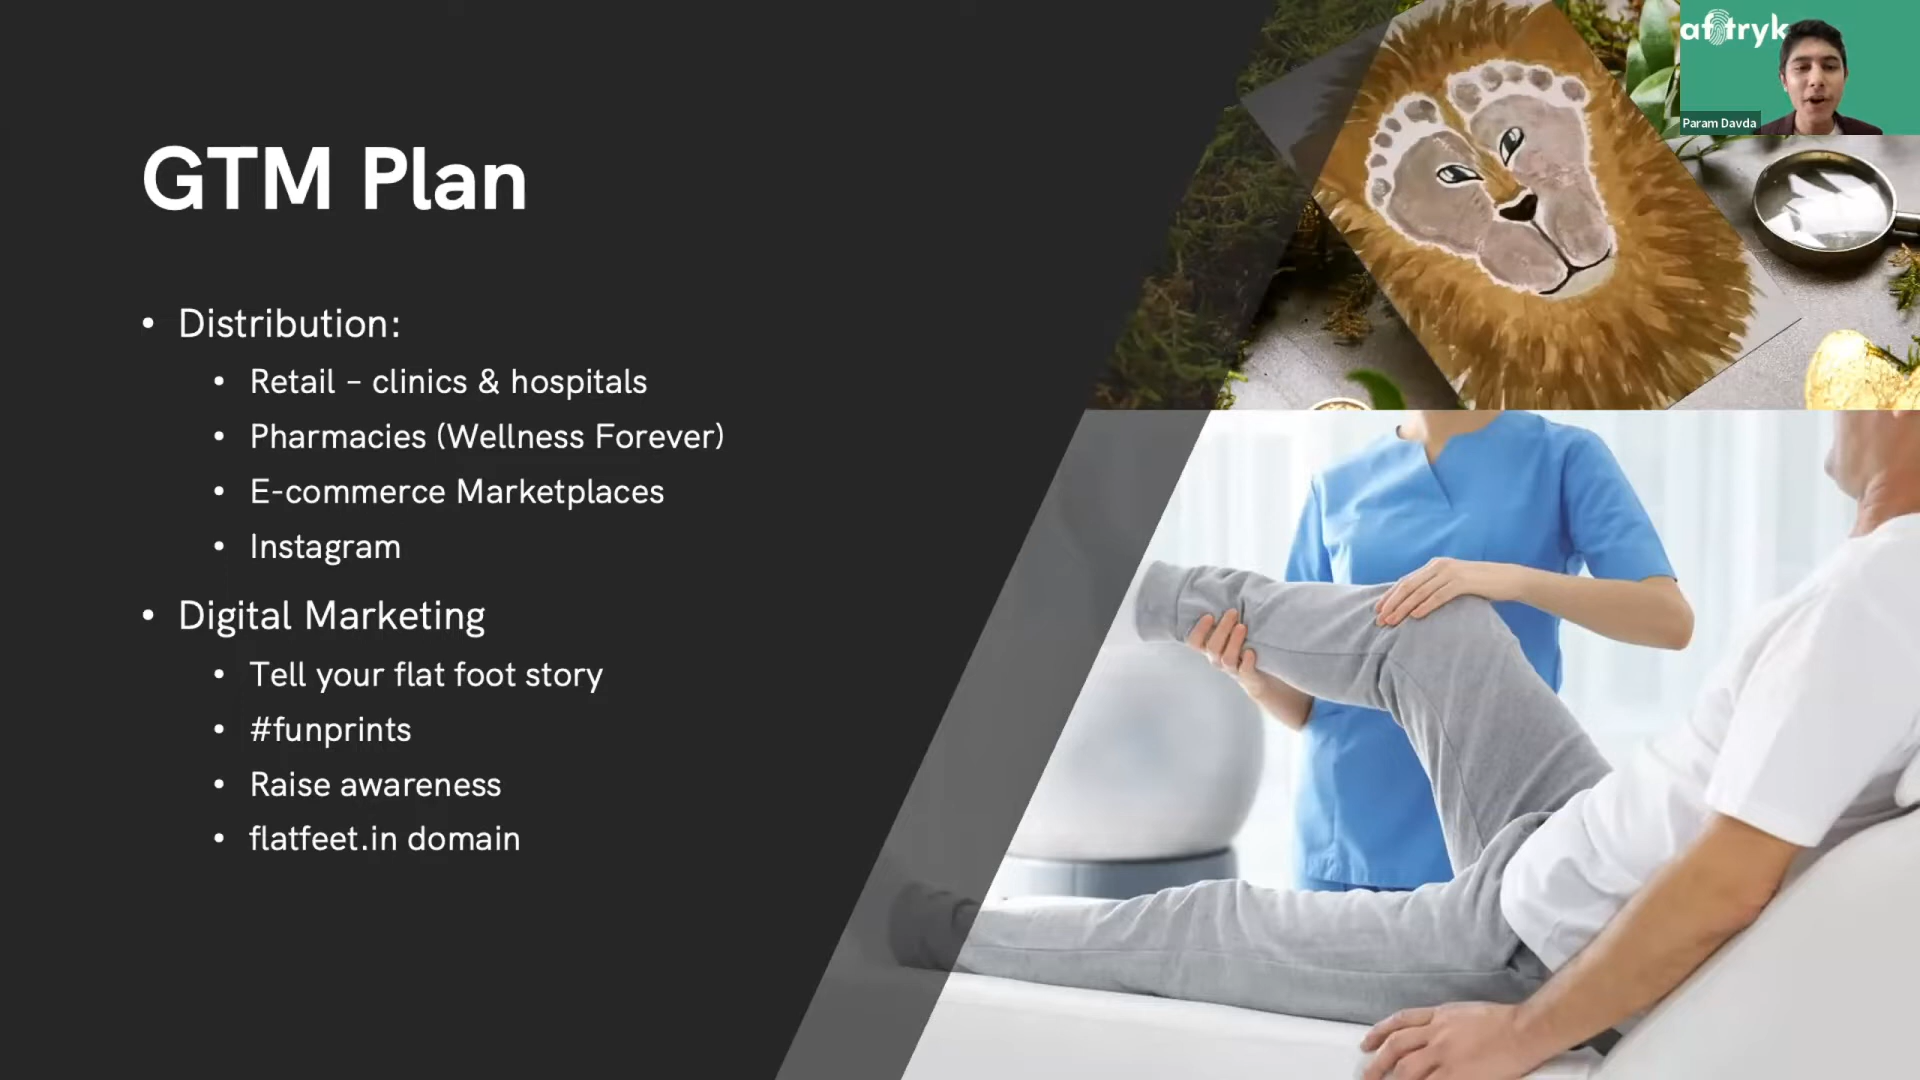 aftryk
Param Davda
GTM Plan
• Distribution:
• Retail – clinics & hospitals
• Pharmacies (Wellness Forever)
• E-commerce Marketplaces
• Instagram
• Digital Marketing
• Tell your flat foot story
• #funprints
• Raise awareness
• flatfeet.in domain